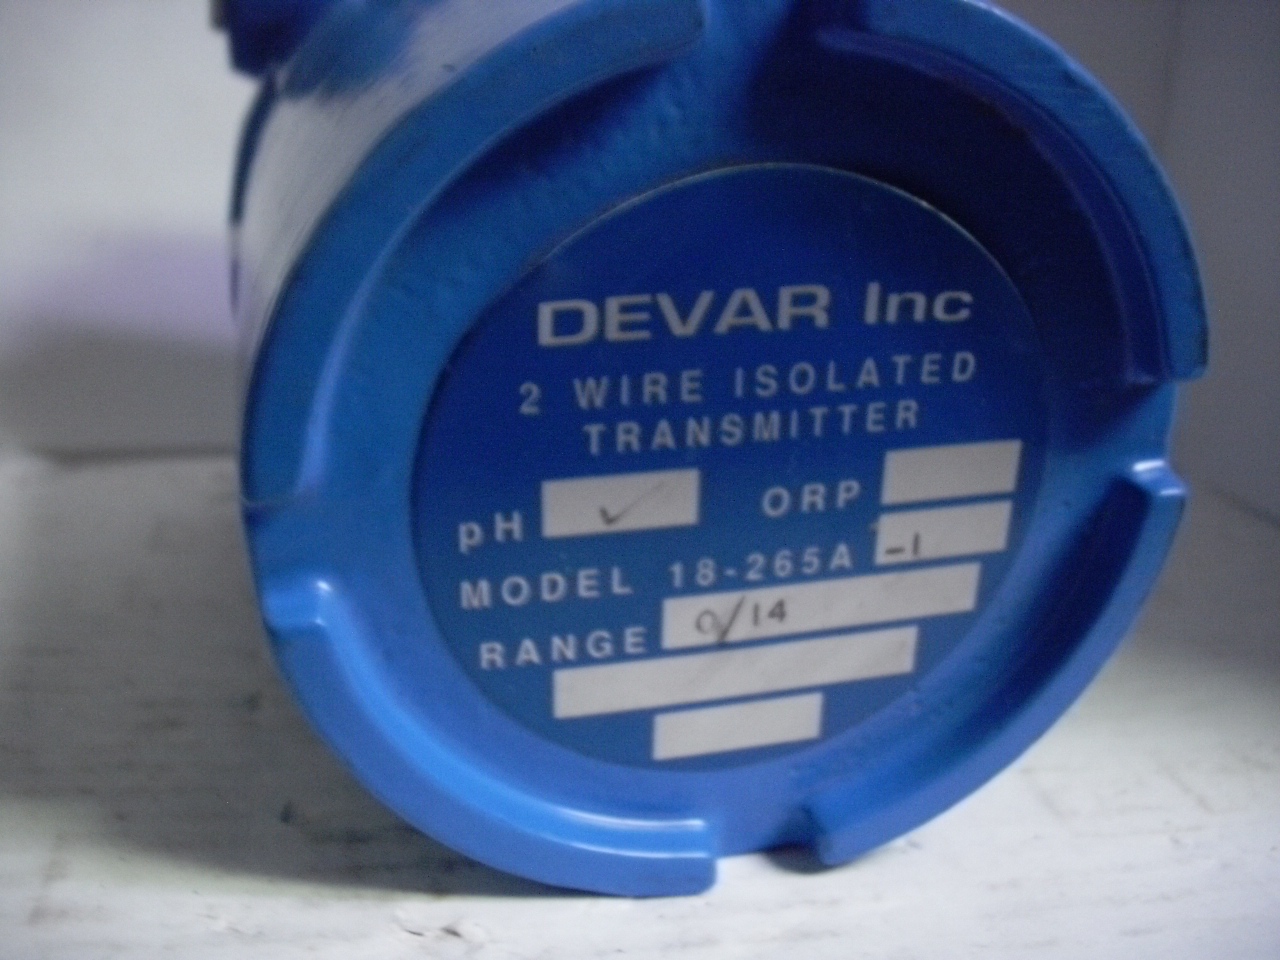 DEVAR Inc
2 WIRE ISOLATED
TRANSMITTER
pH ✓ ORP
MODEL 18-265A -1
RANGE 0/14